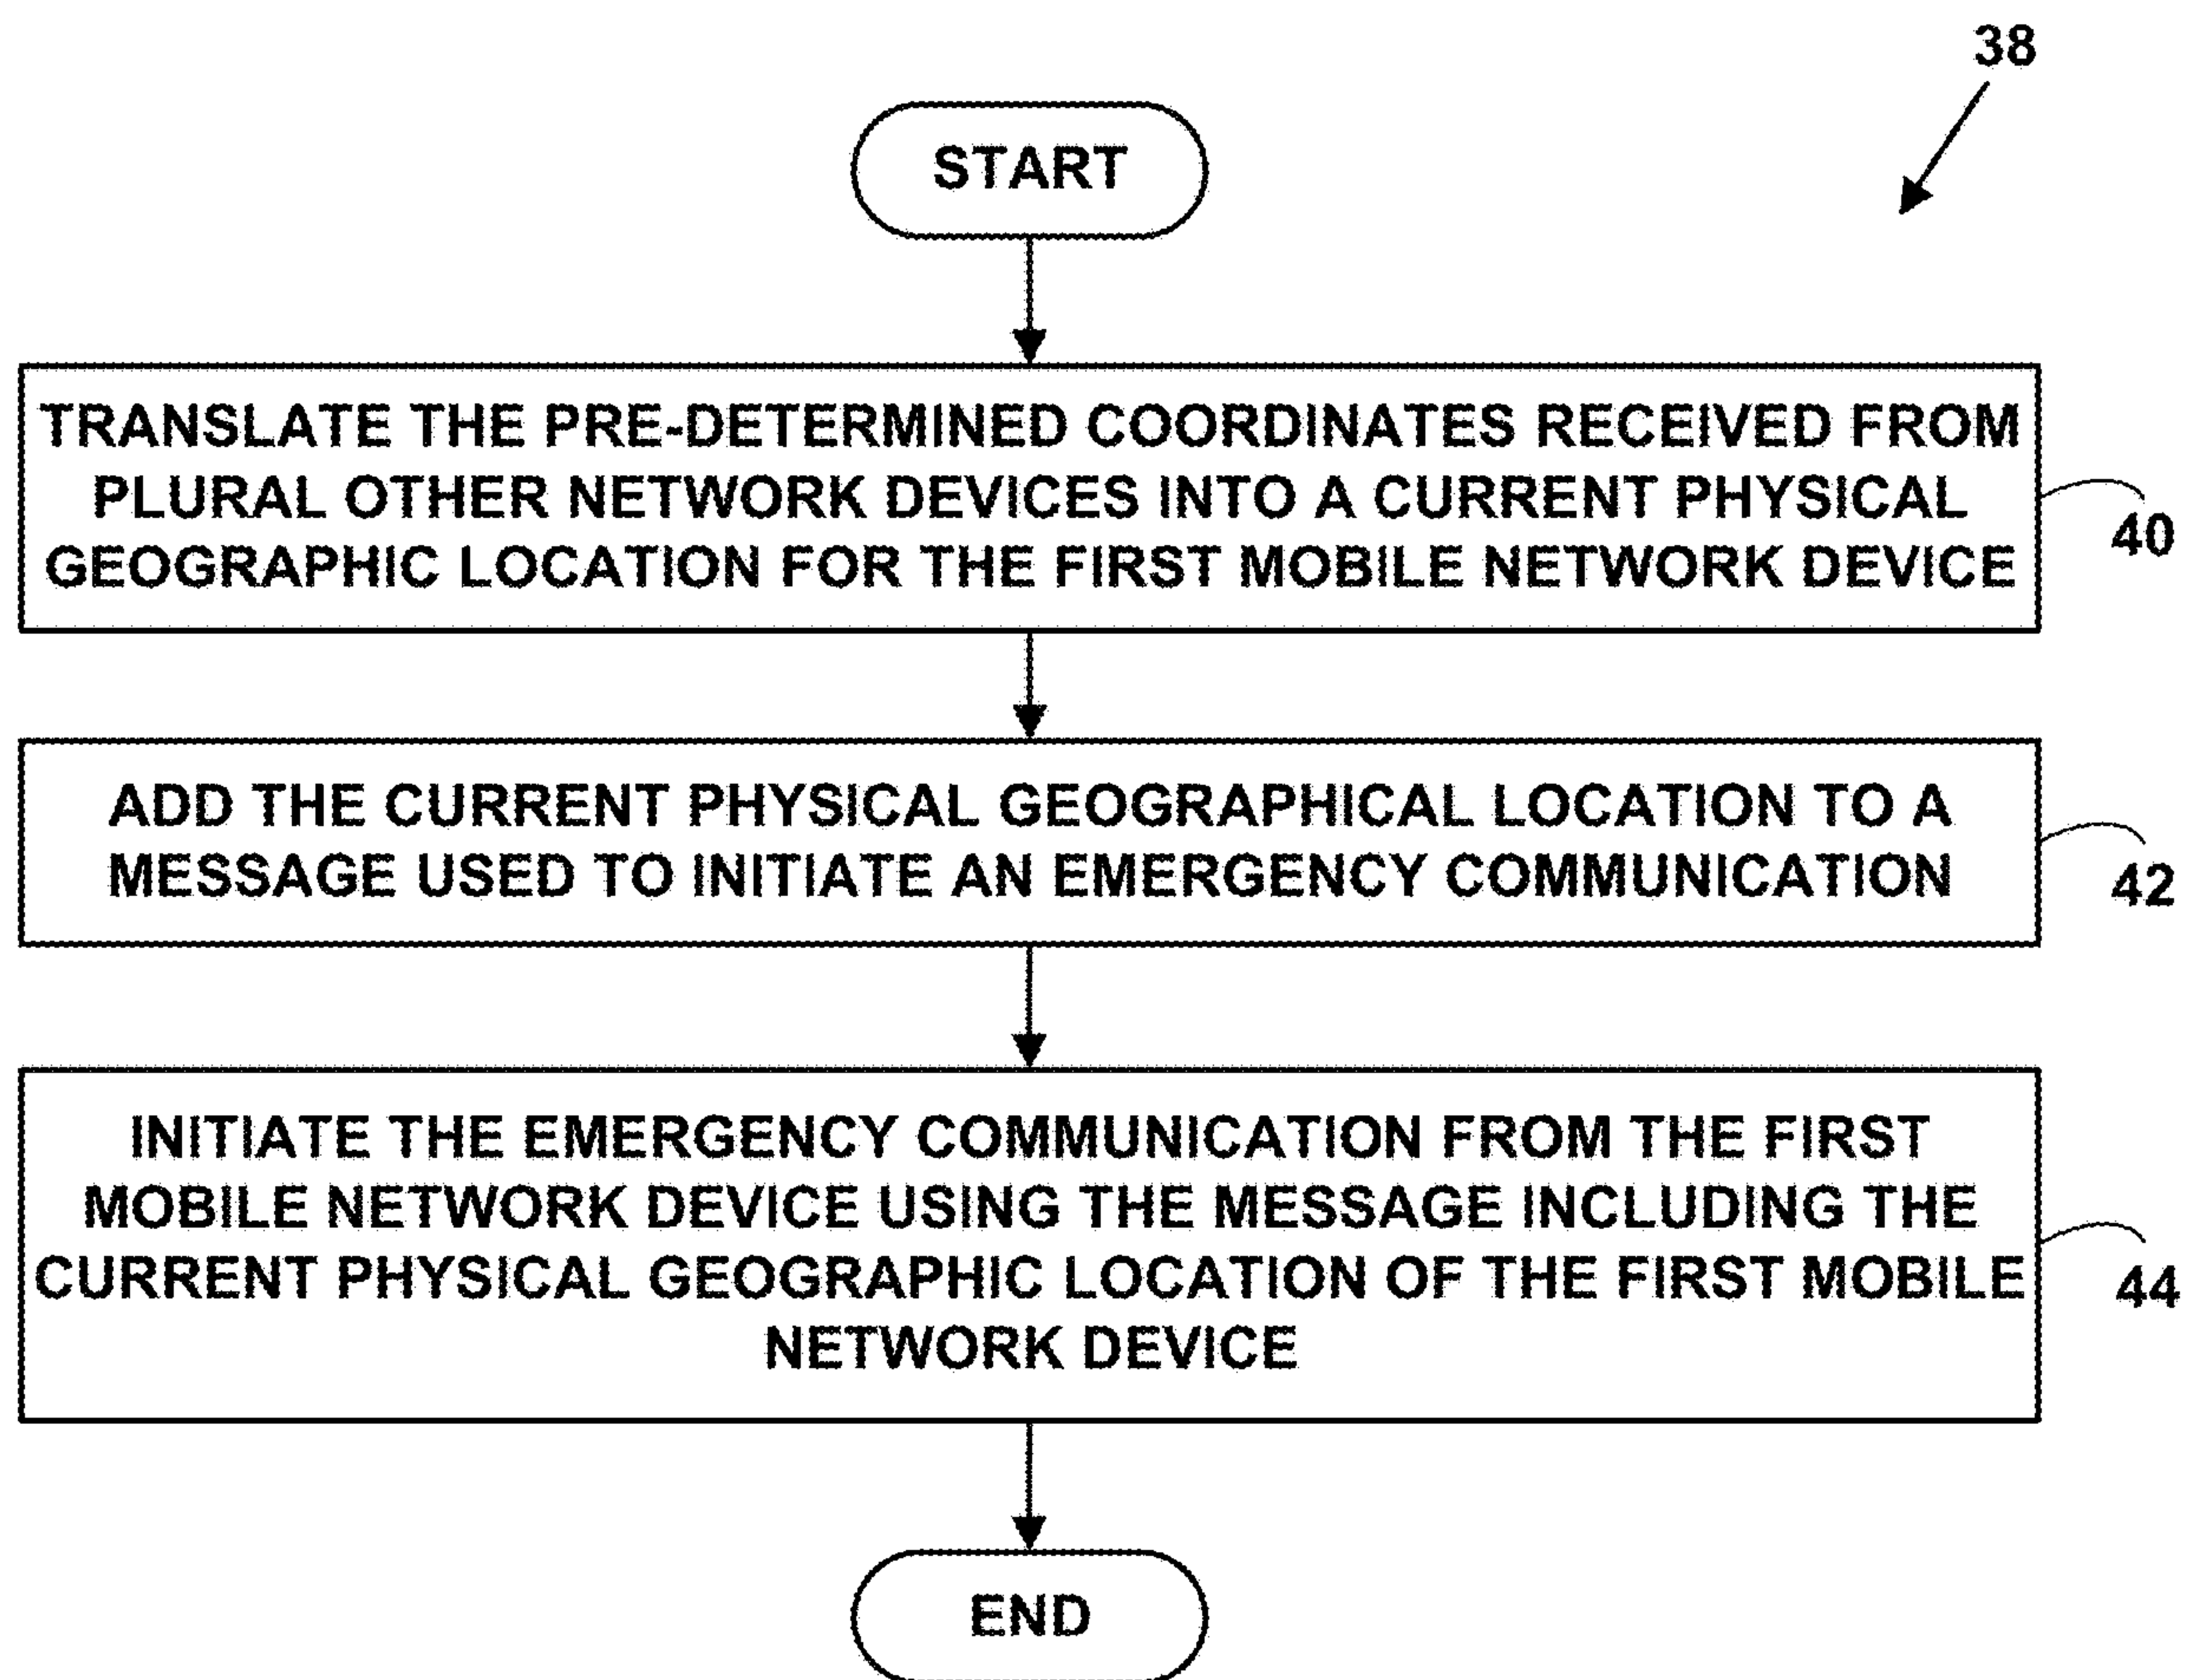 38
START
TRANSLATE THE PRE-DETERMINED COORDINATES RECEIVED FROM
PLURAL OTHER NETWORK DEVICES INTO A CURRENT PHYSICAL
GEOGRAPHIC LOCATION FOR THE FIRST MOBILE NETWORK DEVICE
40
ADD THE CURRENT PHYSICAL GEOGRAPHICAL LOCATION TO A
MESSAGE USED TO INITIATE AN EMERGENCY COMMUNICATION
42
INITIATE THE EMERGENCY COMMUNICATION FROM THE FIRST
MOBILE NETWORK DEVICE USING THE MESSAGE INCLUDING THE
CURRENT PHYSICAL GEOGRAPHIC LOCATION OF THE FIRST MOBILE
NETWORK DEVICE
44
END